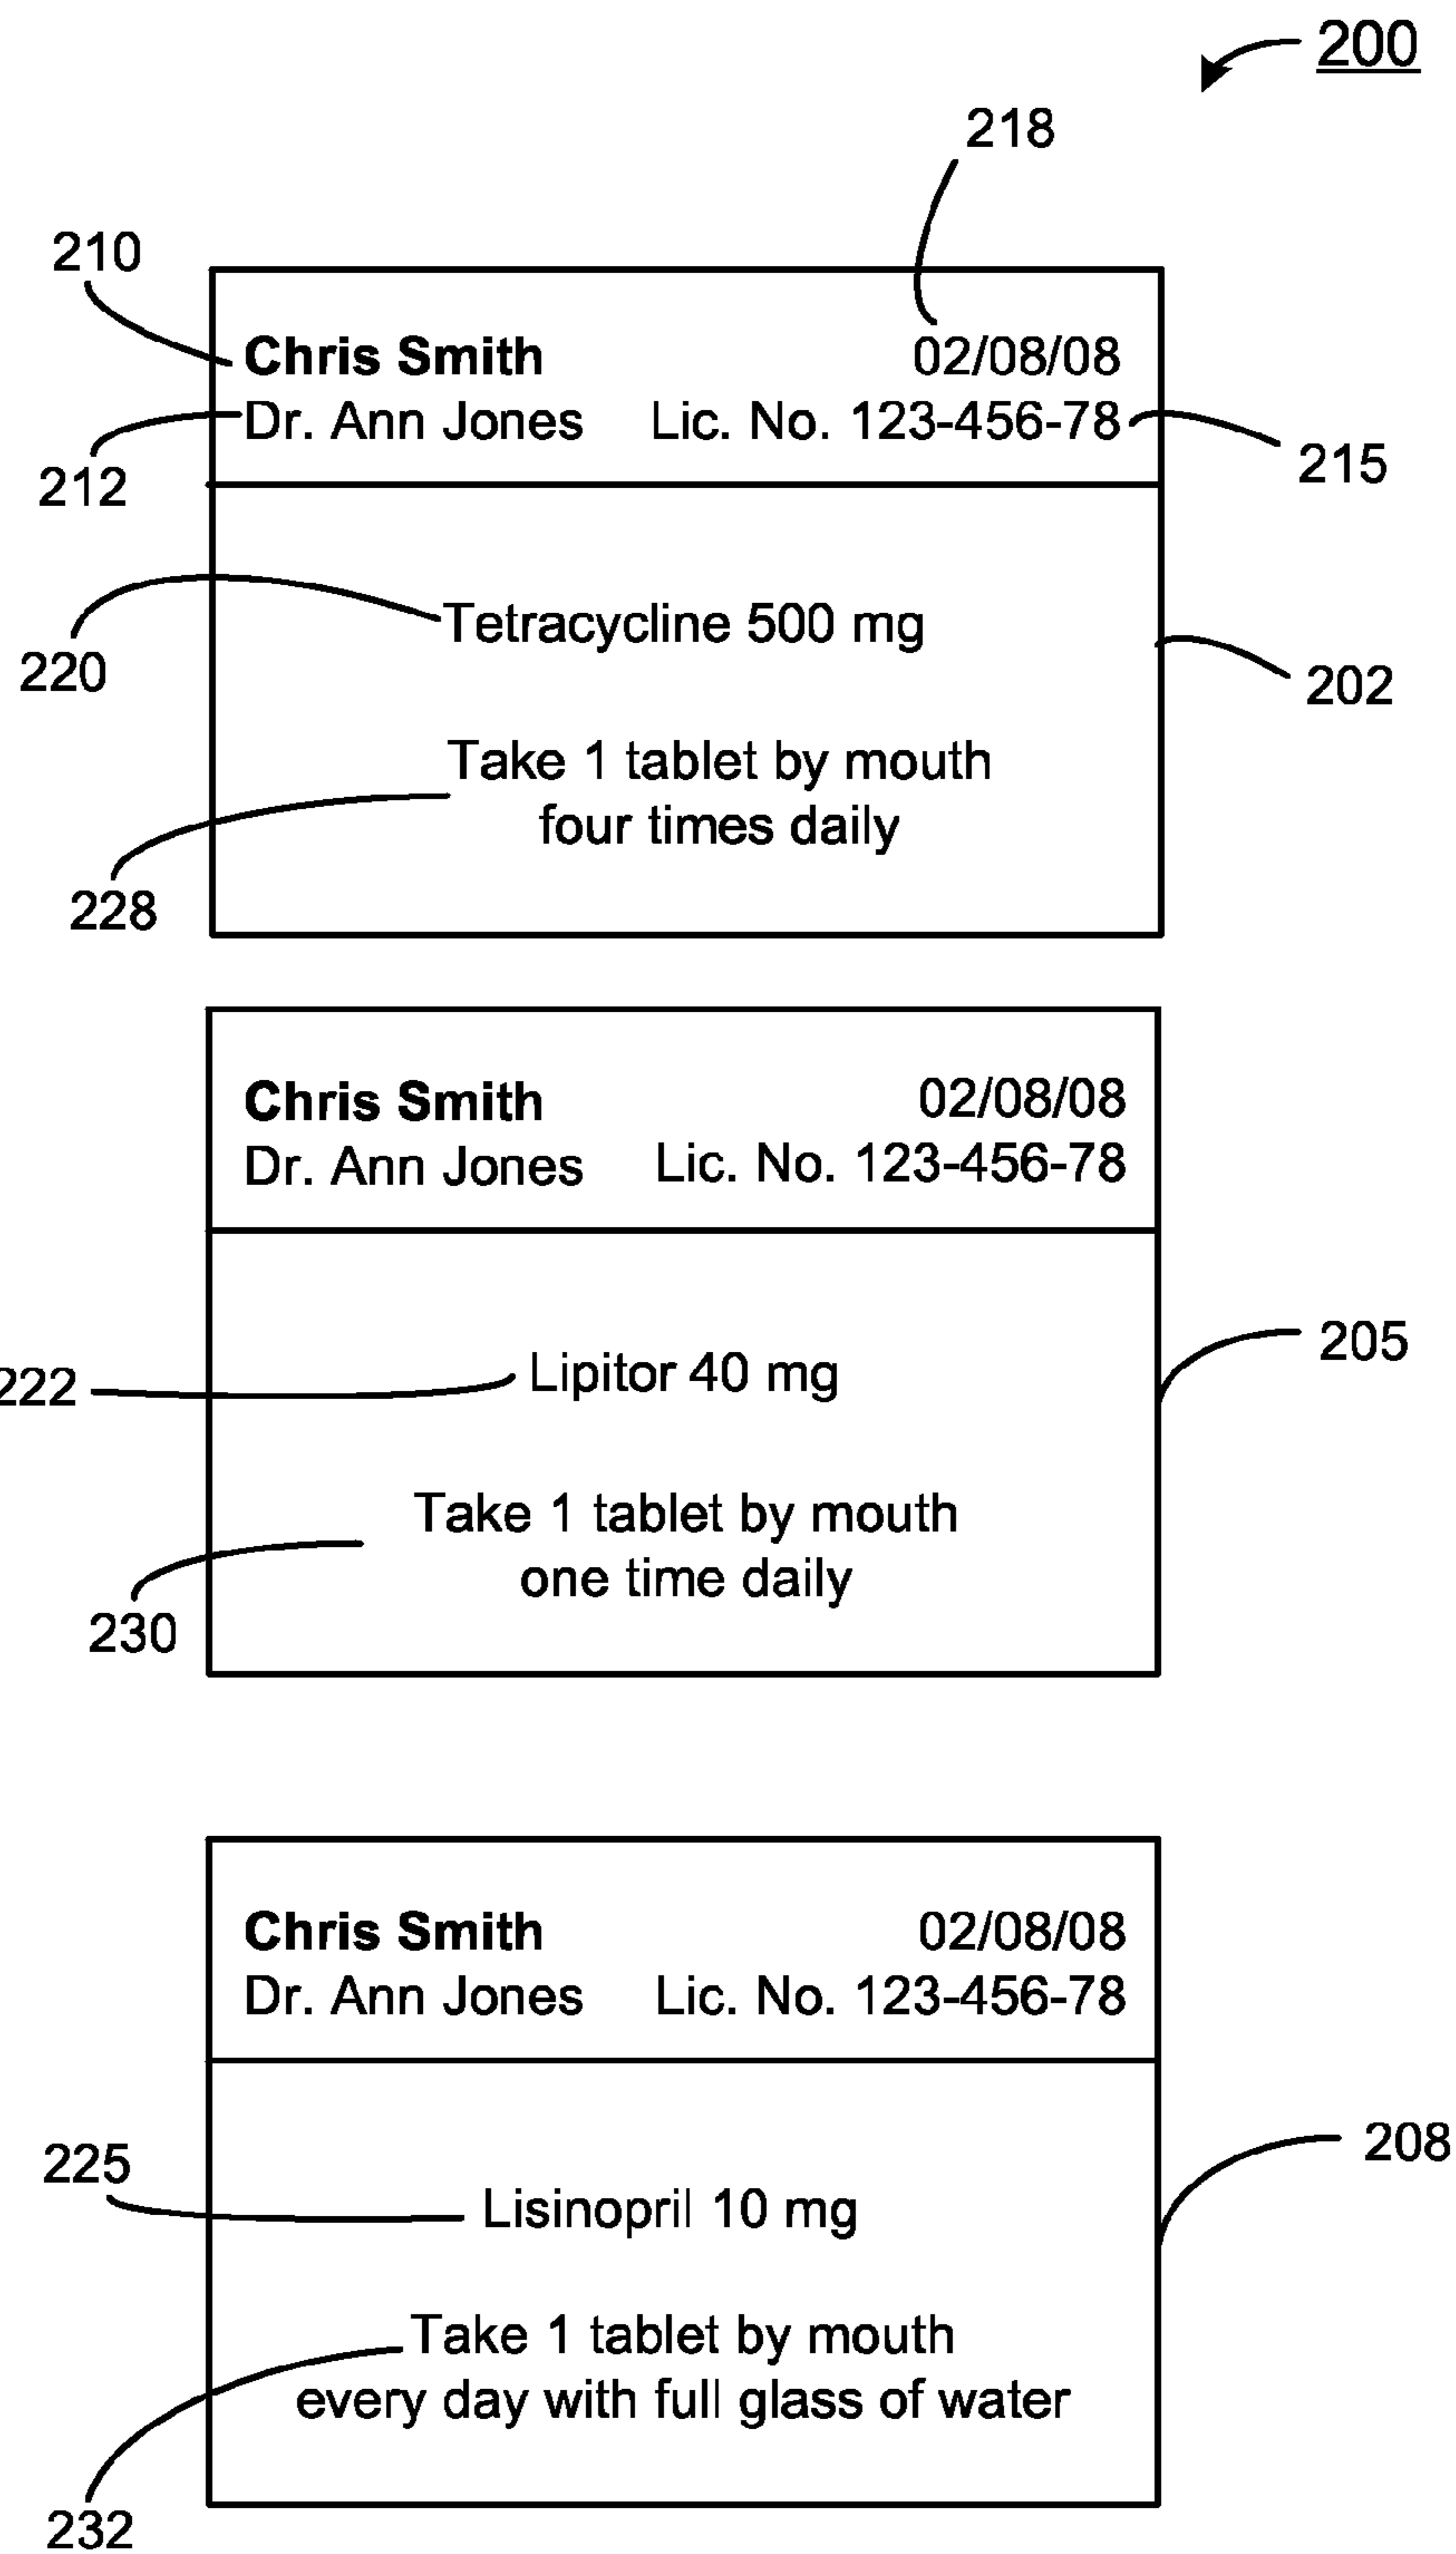 200
218
210
Chris Smith 02/08/08
Dr. Ann Jones Lic. No. 123-456-78
212
215
Tetracycline 500 mg
220
202
Take 1 tablet by mouth
four times daily
228
Chris Smith 02/08/08
Dr. Ann Jones Lic. No. 123-456-78
205
222
Lipitor 40 mg
Take 1 tablet by mouth
one time daily
230
Chris Smith 02/08/08
Dr. Ann Jones Lic. No. 123-456-78
225
208
Lisinopril 10 mg
Take 1 tablet by mouth
every day with full glass of water
232